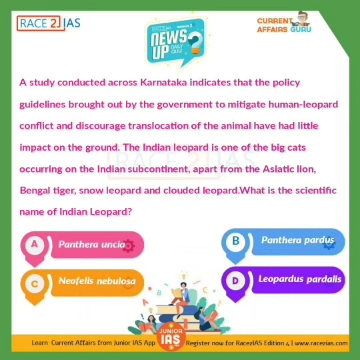 RACE 2 IAS
NEWS
UP
CURRENT
AFFAIRS GURU
A study conducted across Karnataka indicates that the policy
guidelines brought out by the government to mitigate human-leopard
conflict and discourage translocation of the animal have had little
impact on the ground. The Indian leopard is one of the big cats
occurring on the Indian subcontinent, apart from the Asiatic lion,
Bengal tiger, snow leopard and clouded leopard.What is the scientific
name of Indian Leopard?
A Panthera uncia
B Panthera pardus
C Neofelis nebulosa
D Leopardus pardalis
JUNIOR
IAS
Learn Current Affairs from Junior IAS App
Register now for Race2IAS Edition 4 | www.raceias.com